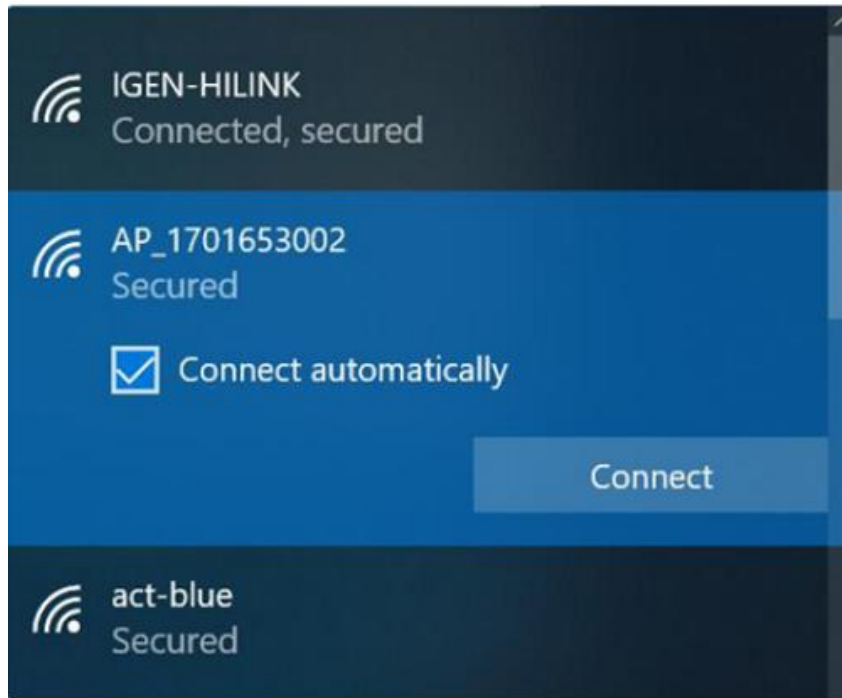 IGEN-HILINK
Connected, secured
AP_1701653002
Secured
Connect automatically
Connect
act-blue
Secured